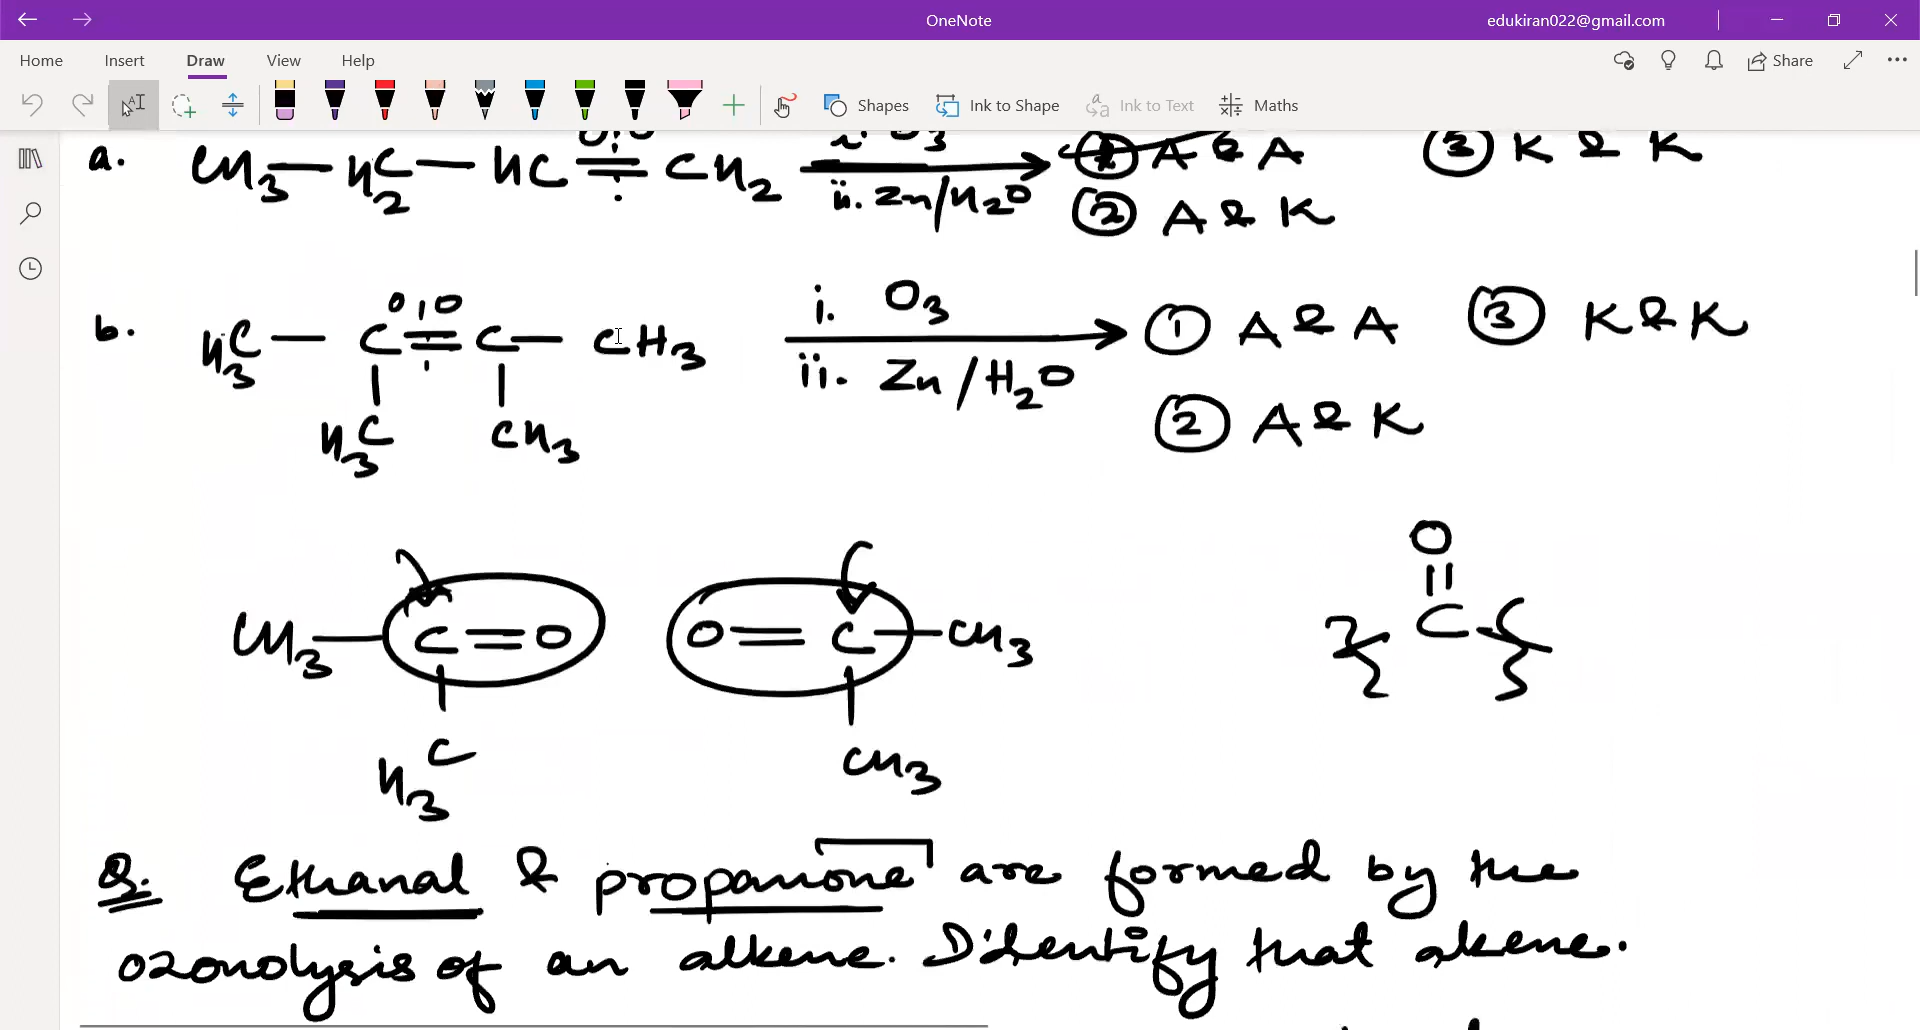 OneNote
edukiran022@gmail.com
Home Insert Draw View Help Share
Shapes Ink to Shape Ink to Text Maths
a. CH3—H2C—HC=CH2 i. O3 ① A & A ③ K & K
ii. Zn/H2O ② A & K
O O
b. H3C—C=C—CH3 i. O3 ① A & A ③ K & K
ii. Zn/H2O
H3C CH3 ② A & K
O
CH3—C=O O=C—CH3 C
H3C CH3
Q. Ethanal & propanone are formed by the
ozonolysis of an alkene. Identify that alkene.